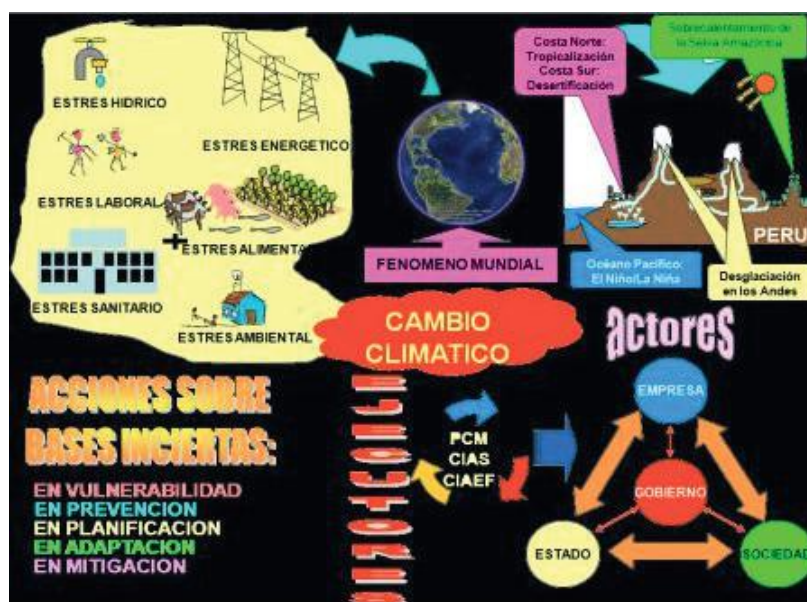 ESTRES HIDRICO
ESTRES ENERGETICO
ESTRES LABORAL
ESTRES ALIMENTA
ESTRES SANITARIO
ESTRES AMBIENTAL
FENOMENO MUNDIAL
Costa Norte:
Tropicalización
Costa Sur:
Desertificación
Sobrecalentamiento de
la Selva Amazónica
PERU
Océano Pacífico:
El Niño/La Niña
Desglaciación
en los Andes
CAMBIO
CLIMATICO
actores
ACCIONES SOBRE
BASES INCIERTAS:
EN VULNERABILIDAD
EN PREVENCION
EN PLANIFICACION
EN ADAPTACION
EN MITIGACION
PCM
CIAS
CIAEF
EMPRESA
GOBIERNO
ESTADO
SOCIEDAD